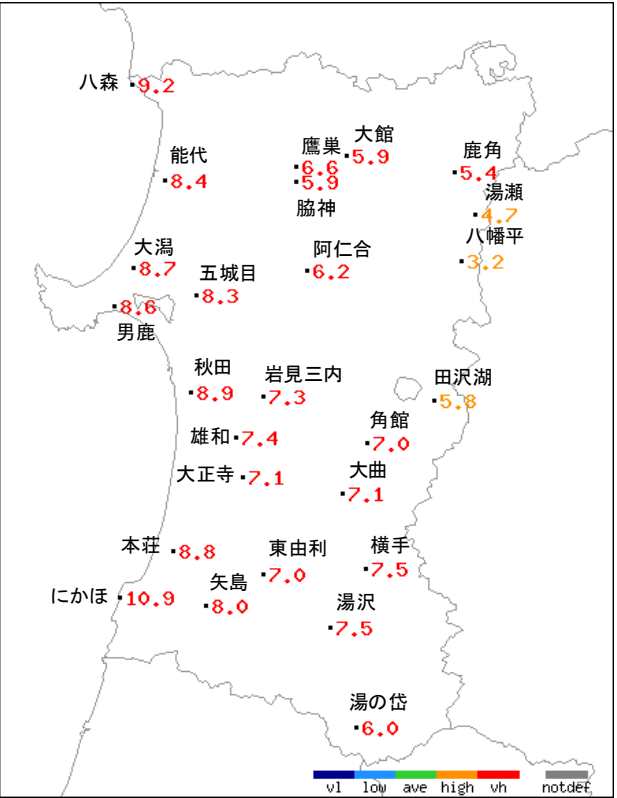 八森
9.2
大館
5.9
鷹巣
6.6
5.9
脇神
能代
8.4
鹿角
5.4
湯瀬
4.7
八幡平
3.2
大潟
8.7
五城目
8.3
阿仁合
6.2
8.6
男鹿
秋田
8.9
岩見三内
7.3
田沢湖
5.8
雄和
7.4
角館
7.0
大正寺
7.1
大曲
7.1
本荘
8.8
東由利
7.0
横手
7.5
にかほ
10.9
矢島
8.0
湯沢
7.5
湯の岱
6.0
vl low ave high vh notdef